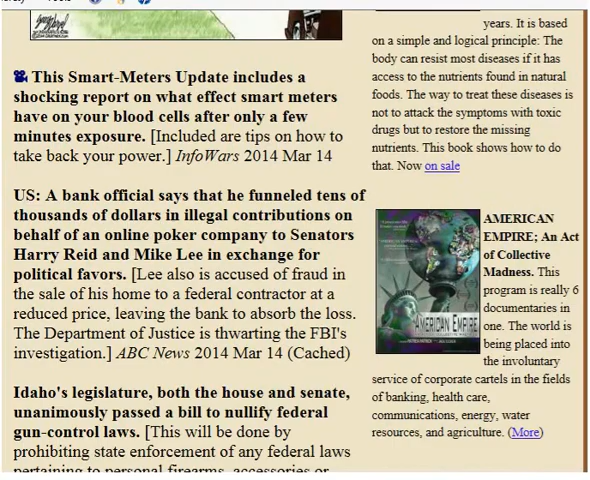 This Smart-Meters Update includes a
shocking report on what effect smart meters
have on your blood cells after only a few
minutes exposure. [Included are tips on how to
take back your power.] InfoWars 2014 Mar 14
US: A bank official says that he funneled tens of
thousands of dollars in illegal contributions on
behalf of an online poker company to Senators
Harry Reid and Mike Lee in exchange for
political favors. [Lee also is accused of fraud in
the sale of his home to a federal contractor at a
reduced price, leaving the bank to absorb the loss.
The Department of Justice is thwarting the FBI's
investigation.] ABC News 2014 Mar 14 (Cached)
Idaho's legislature, both the house and senate,
unanimously passed a bill to nullify federal
gun-control laws. [This will be done by
prohibiting state enforcement of any federal laws
pertaining to personal firearms, accessories or
years. It is based
on a simple and logical principle: The
body can resist most diseases if it has
access to the nutrients found in natural
foods. The way to treat these diseases is
not to attack the symptoms with toxic
drugs but to restore the missing
nutrients. This book shows how to do
that. Now on sale
AMERICAN EMPIRE
AMERICAN
EMPIRE; An Act
of Collective
Madness. This
program is really 6
documentaries in
one. The world is
being placed into
the involuntary
service of corporate cartels in the fields
of banking, health care,
communications, energy, water
resources, and agriculture. (More)